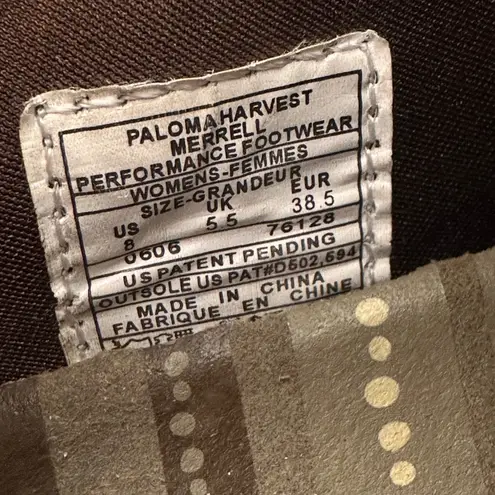 PALOMA HARVEST
MERRELL
PERFORMANCE FOOTWEAR
WOMENS-FEMMES
SIZE-GRANDEUR
US UK EUR
8 5.5 38.5
0606 76128
US PATENT PENDING
OUTSOLE US PAT#D502,594
MADE IN CHINA
FABRIQUE EN CHINE